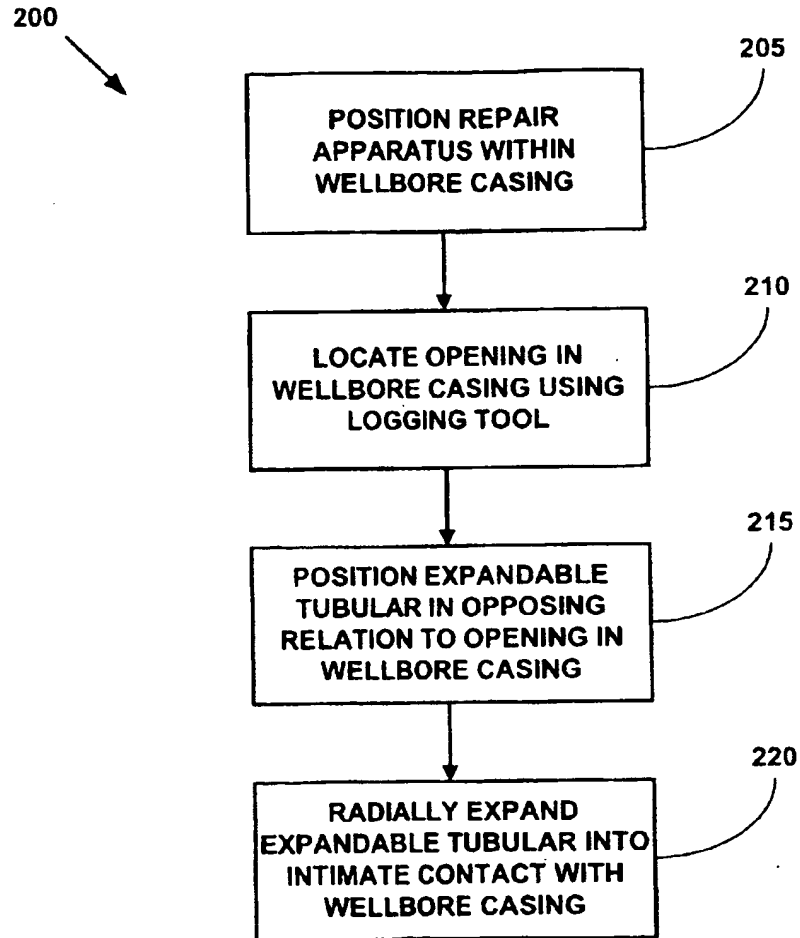 200
205
POSITION REPAIR
APPARATUS WITHIN
WELLBORE CASING
210
LOCATE OPENING IN
WELLBORE CASING USING
LOGGING TOOL
215
POSITION EXPANDABLE
TUBULAR IN OPPOSING
RELATION TO OPENING IN
WELLBORE CASING
220
RADIALLY EXPAND
EXPANDABLE TUBULAR INTO
INTIMATE CONTACT WITH
WELLBORE CASING